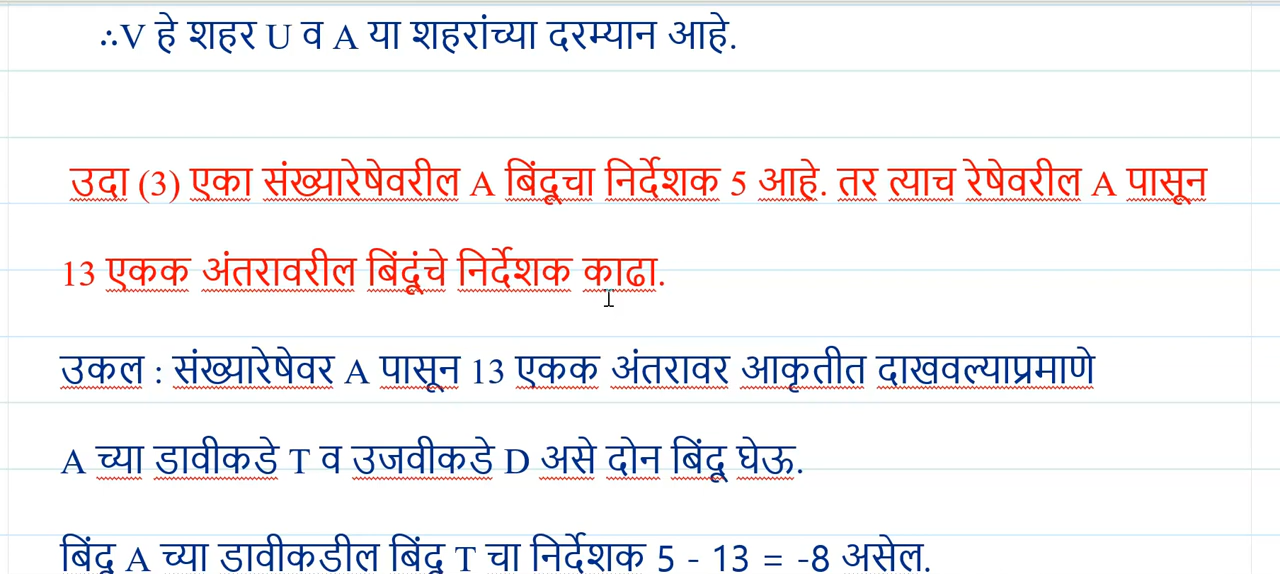 ∴V हे शहर U व A या शहरांच्या दरम्यान आहे.
उदा (3) एका संख्यारेषेवरील A बिंदूचा निर्देशक 5 आहे. तर त्याच रेषेवरील A पासून
13 एकक अंतरावरील बिंदूंचे निर्देशक काढा.
उकल : संख्यारेषेवर A पासून 13 एकक अंतरावर आकृतीत दाखवल्याप्रमाणे
A च्या डावीकडे T व उजवीकडे D असे दोन बिंदू घेऊ.
बिंदू A च्या डावीकडील बिंदू T चा निर्देशक 5 - 13 = -8 असेल.